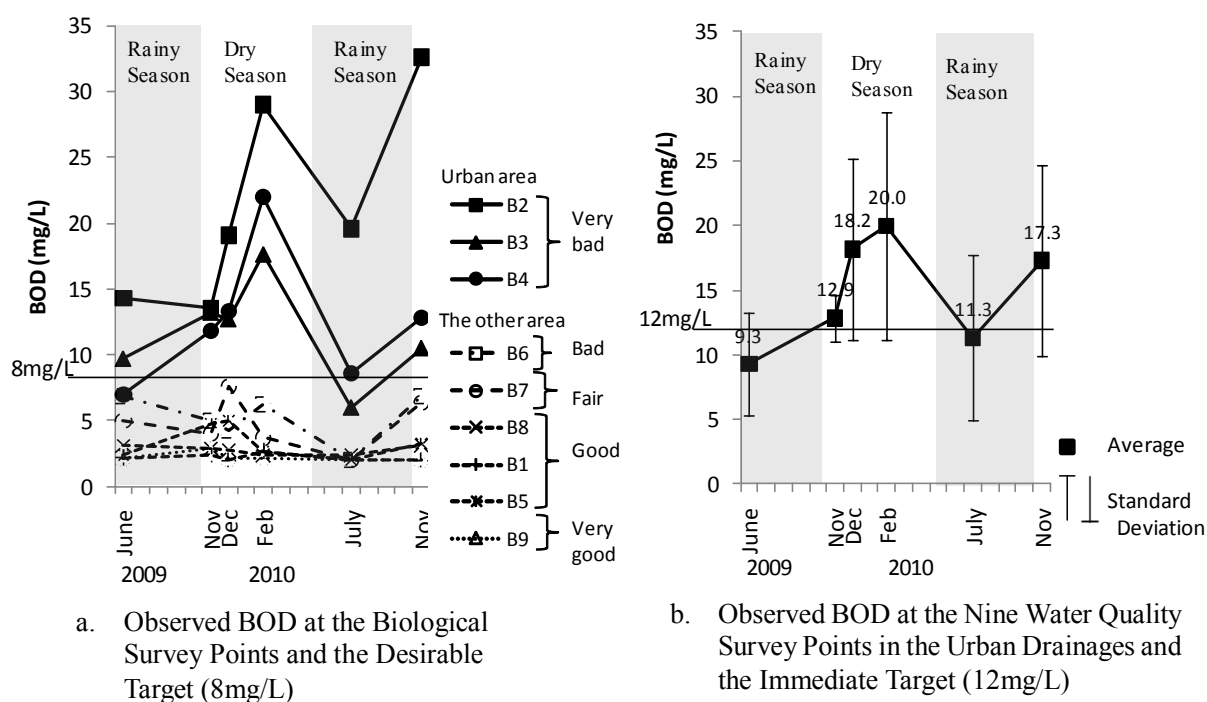 35
30
25
20
15
10
5
0
BOD (mg/L)
8mg/L
Rainy
Season
Dry
Season
Rainy
Season
June
Nov
Dec
Feb
July
Nov
2009
2010
Urban area
B2
B3
B4
Very
bad
The other area
B6
Bad
B7
Fair
B8
B1
B5
Good
B9
Very
good
a. Observed BOD at the Biological
Survey Points and the Desirable
Target (8mg/L)
35
30
25
20
15
10
5
0
BOD (mg/L)
12mg/L
Rainy
Season
Dry
Season
Rainy
Season
9.3
12.9
18.2
20.0
11.3
17.3
June
Nov
Dec
Feb
July
Nov
2009
2010
Average
Standard
Deviation
b. Observed BOD at the Nine Water Quality
Survey Points in the Urban Drainages and
the Immediate Target (12mg/L)